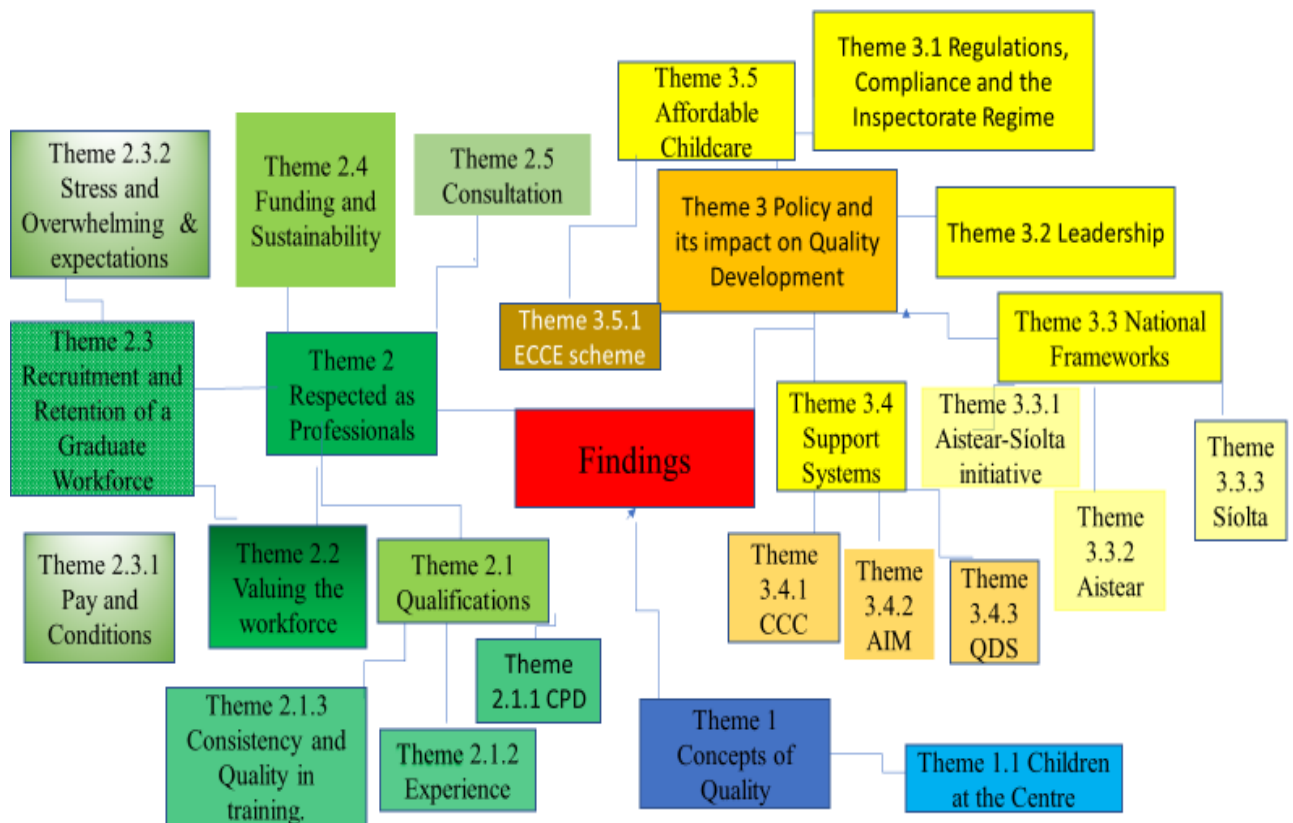 Theme 3.1 Regulations,
Compliance and the
Inspectorate Regime
Theme 3.5
Affordable
Childcare
Theme 2.3.2
Stress and
Overwhelming &
expectations
Theme 2.4
Funding and
Sustainability
Theme 2.5
Consultation
Theme 3 Policy and
its impact on Quality
Development
Theme 3.2 Leadership
Theme 3.5.1
ECCE scheme
Theme 3.3 National
Frameworks
Theme 2.3
Recruitment and
Retention of a
Graduate
Workforce
Theme 2
Respected as
Professionals
Findings
Theme 3.4
Support
Systems
Theme 3.3.1
Aistear-Síolta
initiative
Theme
3.3.3
Síolta
Theme
3.3.2
Aistear
Theme 2.3.1
Pay and
Conditions
Theme 2.2
Valuing the
workforce
Theme 2.1
Qualifications
Theme
3.4.1
CCC
Theme
3.4.2
AIM
Theme
3.4.3
QDS
Theme
2.1.1 CPD
Theme 2.1.3
Consistency and
Quality in
training.
Theme 2.1.2
Experience
Theme 1
Concepts of
Quality
Theme 1.1 Children
at the Centre